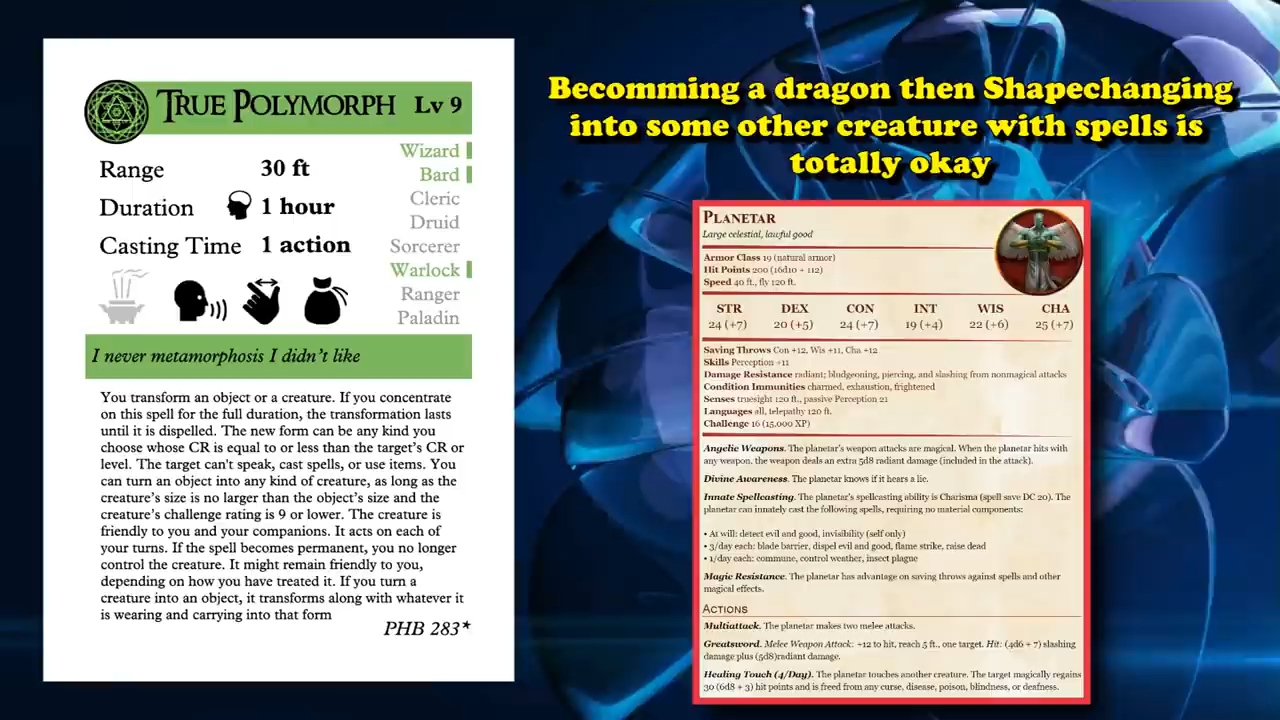 TRUE POLYMORPH Lv 9
Range 30 ft
Duration 1 hour
Casting Time 1 action
Wizard
Bard
Cleric
Druid
Sorcerer
Warlock
Ranger
Paladin
I never metamorphosis I didn't like
You transform an object or a creature. If you concentrate
on this spell for the full duration, the transformation lasts
until it is dispelled. The new form can be any kind you
choose whose CR is equal to or less than the target's CR or
level. The target can't speak, cast spells, or use items. You
can turn an object into any kind of creature, as long as the
creature's size is no larger than the object's size and the
creature's challenge rating is 9 or lower. The creature is
friendly to you and your companions. It acts on each of
your turns. If the spell becomes permanent, you no longer
control the creature. It might remain friendly to you,
depending on how you have treated it. If you turn a
creature into an object, it transforms along with whatever it
is wearing and carrying into that form
PHB 283*
Becomming a dragon then Shapechanging
into some other creature with spells is
totally okay
PLANETAR
Large celestial, lawful good
Armor Class 19 (natural armor)
Hit Points 200 (16d10 + 112)
Speed 40 ft., fly 120 ft.
STR DEX CON INT WIS CHA
24 (+7) 20 (+5) 24 (+7) 19 (+4) 22 (+6) 25 (+7)
Saving Throws Con +12, Wis +11, Cha +12
Skills Perception +11
Damage Resistance radiant; bludgeoning, piercing, and slashing from nonmagical attacks
Condition Immunities charmed, exhaustion, frightened
Senses truesight 120 ft., passive Perception 21
Languages all, telepathy 120 ft.
Challenge 16 (15,000 XP)
Angelic Weapons. The planetar's weapon attacks are magical. When the planetar hits with
any weapon, the weapon deals an extra 5d8 radiant damage (included in the attack).
Divine Awareness. The planetar knows if it hears a lie.
Innate Spellcasting. The planetar's spellcasting ability is Charisma (spell save DC 20). The
planetar can innately cast the following spells, requiring no material components:
• At will: detect evil and good, invisibility (self only)
• 3/day each: blade barrier, dispel evil and good, flame strike, raise dead
• 1/day each: commune, control weather, insect plague
Magic Resistance. The planetar has advantage on saving throws against spells and other
magical effects.
ACTIONS
Multiattack. The planetar makes two melee attacks.
Greatsword. Melee Weapon Attack: +12 to hit, reach 5 ft., one target. Hit: (4d6 + 7) slashing
damage plus (5d8)radiant damage.
Healing Touch (4/Day). The planetar touches another creature. The target magically regains
30 (6d8 + 3) hit points and is freed from any curse, disease, poison, blindness, or deafness.